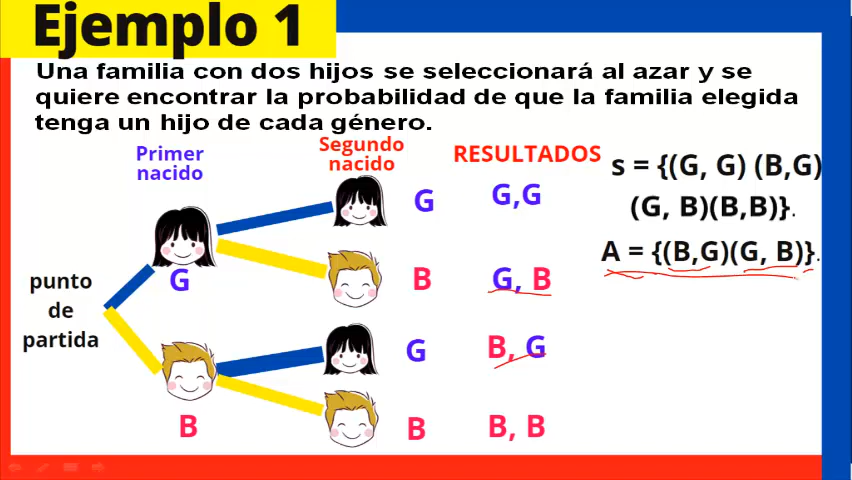 Ejemplo 1
Una familia con dos hijos se seleccionará al azar y se
quiere encontrar la probabilidad de que la familia elegida
tenga un hijo de cada género.
Primer
nacido
Segundo
nacido
RESULTADOS
s = {(G, G) (B,G)
(G, B)(B,B)}.
A = {(B,G)(G, B)}.
punto
de
partida
G
B
G
B
G
B
G,G
G, B
B, G
B, B